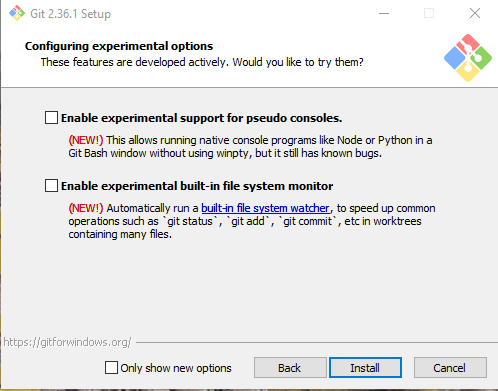 Git 2.36.1 Setup
Configuring experimental options
These features are developed actively. Would you like to try them?
Enable experimental support for pseudo consoles.
(NEW!) This allows running native console programs like Node or Python in a
Git Bash window without using winpty, but it still has known bugs.
Enable experimental built-in file system monitor
(NEW!) Automatically run a built-in file system watcher, to speed up common
operations such as `git status`, `git add`, `git commit`, etc in worktrees
containing many files.
https://gitforwindows.org/
Only show new options
Back
Install
Cancel